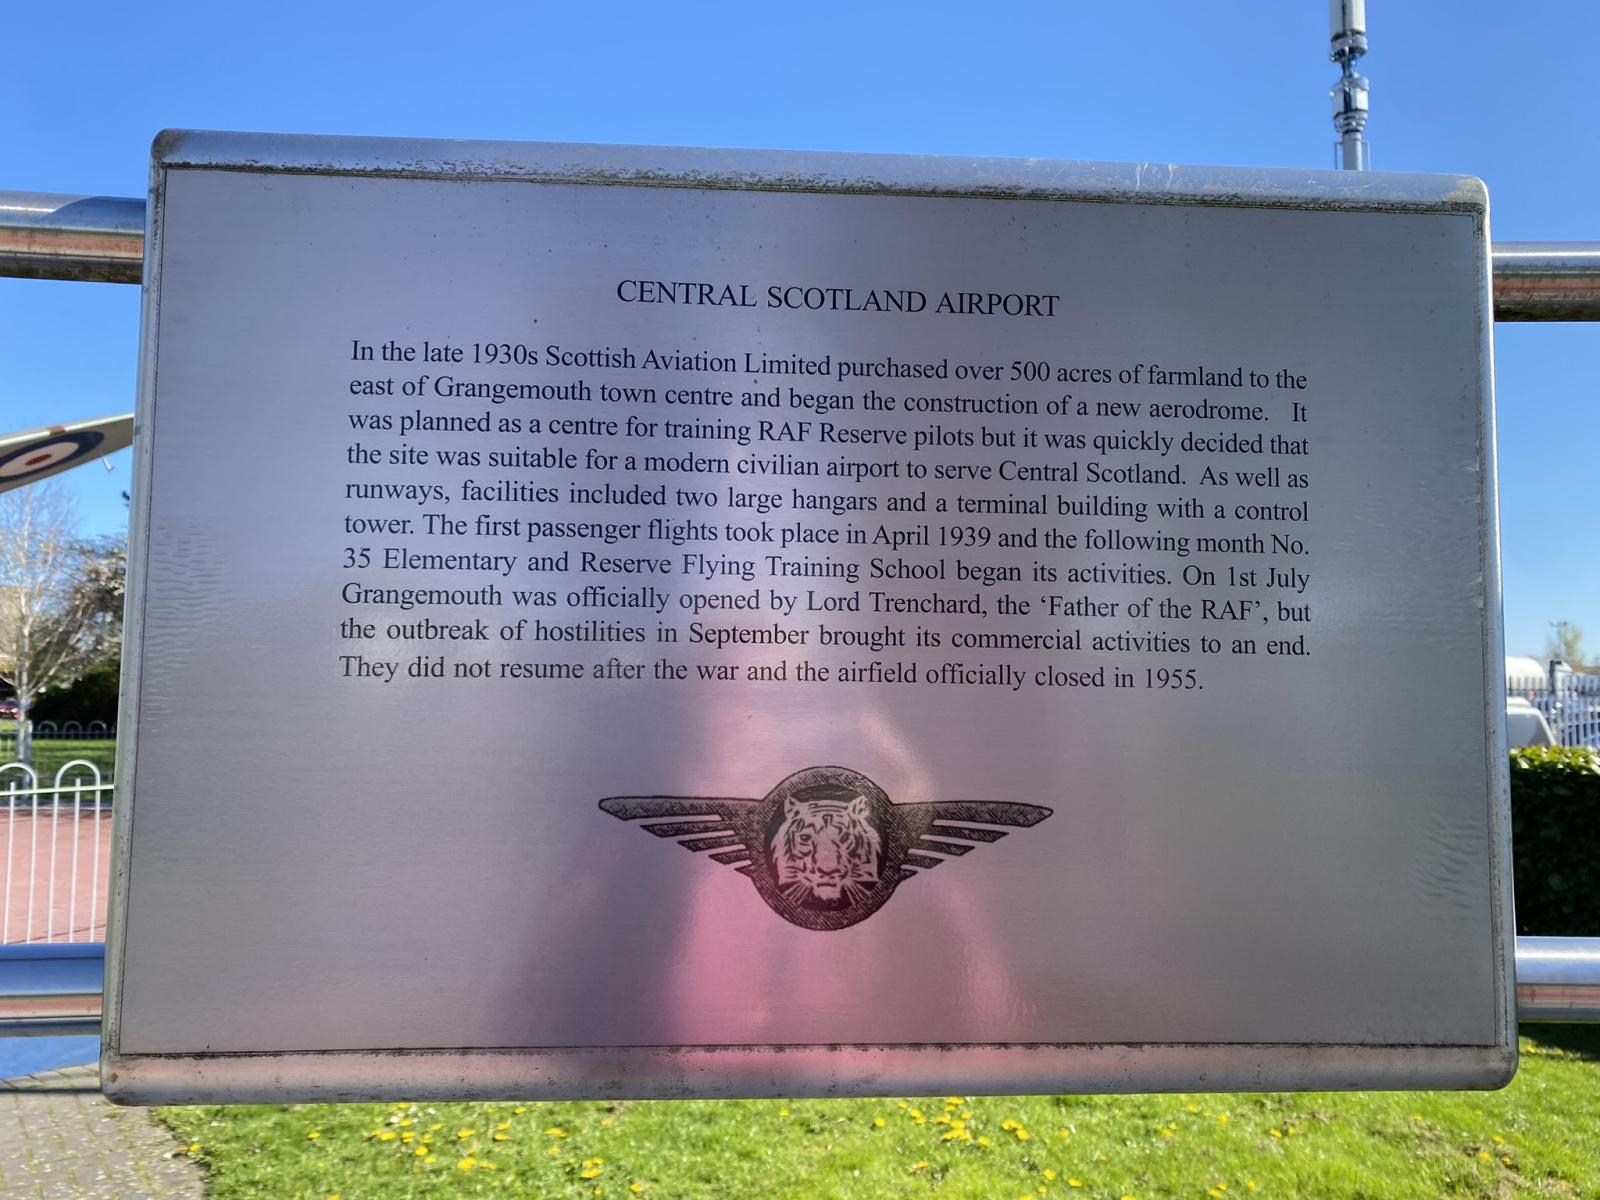 CENTRAL SCOTLAND AIRPORT
In the late 1930s Scottish Aviation Limited purchased over 500 acres of farmland to the
east of Grangemouth town centre and began the construction of a new aerodrome. It
was planned as a centre for training RAF Reserve pilots but it was quickly decided that
the site was suitable for a modern civilian airport to serve Central Scotland. As well as
runways, facilities included two large hangars and a terminal building with a control
tower. The first passenger flights took place in April 1939 and the following month No.
35 Elementary and Reserve Flying Training School began its activities. On 1st July
Grangemouth was officially opened by Lord Trenchard, the ‘Father of the RAF’, but
the outbreak of hostilities in September brought its commercial activities to an end.
They did not resume after the war and the airfield officially closed in 1955.